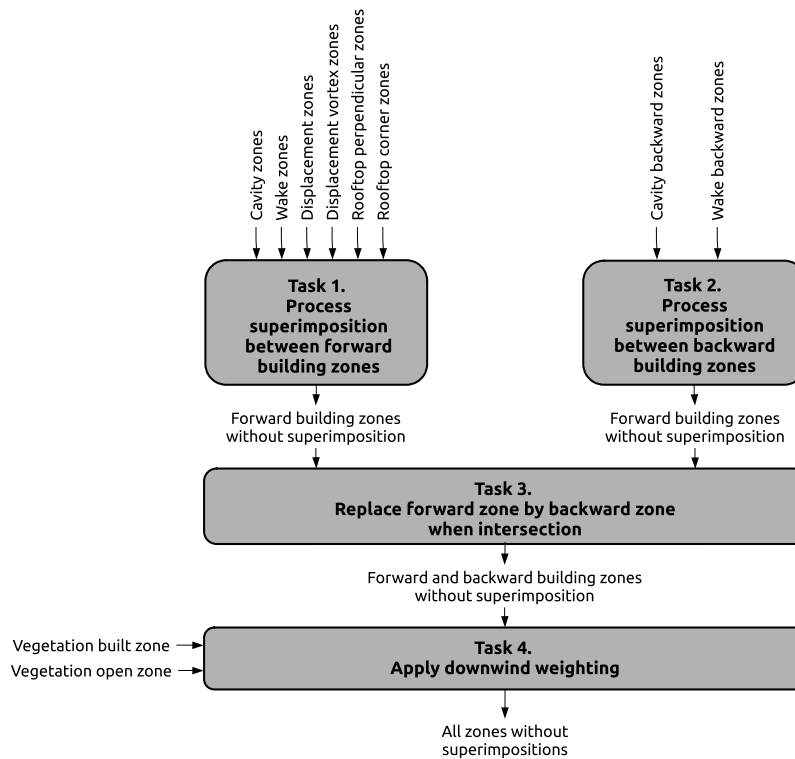 Cavity zones
Wake zones
Displacement zones
Displacement vortex zones
Rooftop perpendicular zones
Rooftop corner zones
Cavity backward zones
Wake backward zones
Task 1.
Process
superimposition
between forward
building zones
Task 2.
Process
superimposition
between backward
building zones
Forward building zones
without superimposition
Forward building zones
without superimposition
Task 3.
Replace forward zone by backward zone
when intersection
Forward and backward building zones
without superimposition
Vegetation built zone
Vegetation open zone
Task 4.
Apply downwind weighting
All zones without
superimpositions